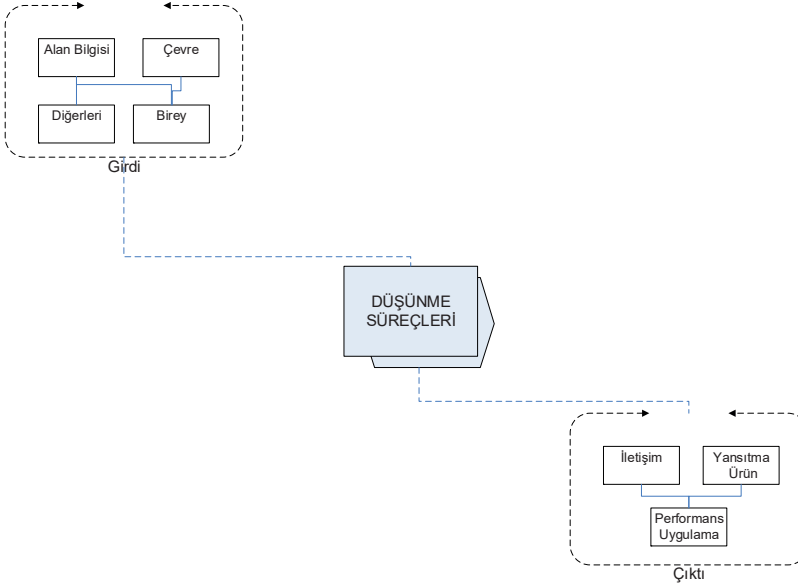 Alan Bilgisi
Çevre
Diğerleri
Birey
Girdi
DÜŞÜNME
SÜREÇLERİ
İletişim
Yansıtma
Ürün
Performans
Uygulama
Çıktı